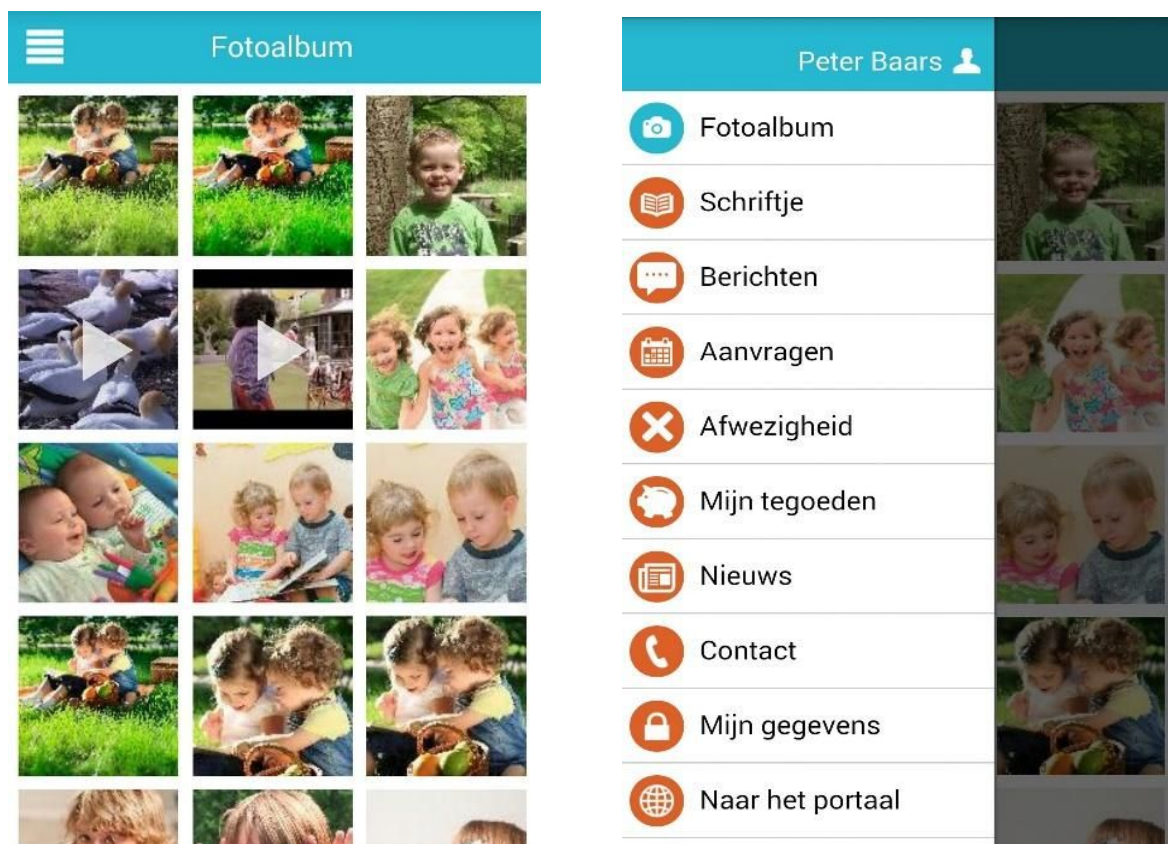 Fotoalbum
Peter Baars
Fotoalbum
Schriftje
Berichten
Aanvragen
Afwezigheid
Mijn tegoeden
Nieuws
Contact
Mijn gegevens
Naar het portaal